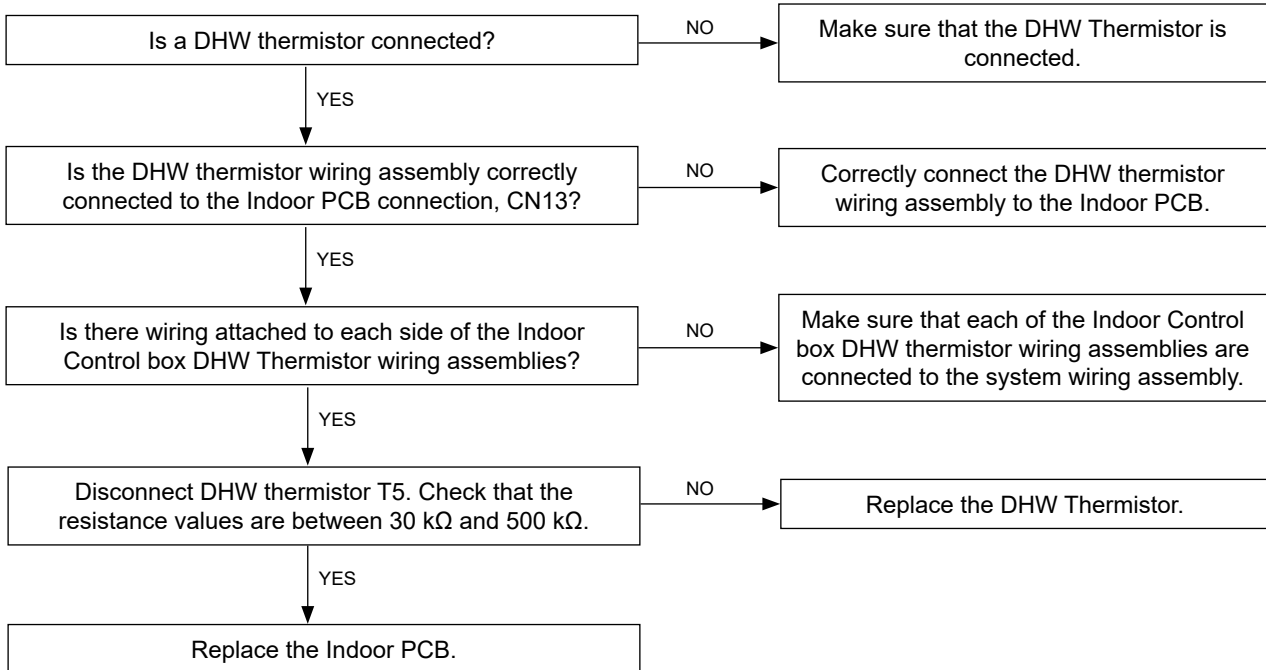 Is a DHW thermistor connected?
NO
Make sure that the DHW Thermistor is
connected.
YES
Is the DHW thermistor wiring assembly correctly
connected to the Indoor PCB connection, CN13?
NO
Correctly connect the DHW thermistor
wiring assembly to the Indoor PCB.
YES
Is there wiring attached to each side of the Indoor
Control box DHW Thermistor wiring assemblies?
NO
Make sure that each of the Indoor Control
box DHW thermistor wiring assemblies are
connected to the system wiring assembly.
YES
Disconnect DHW thermistor T5. Check that the
resistance values are between 30 kΩ and 500 kΩ.
NO
Replace the DHW Thermistor.
YES
Replace the Indoor PCB.